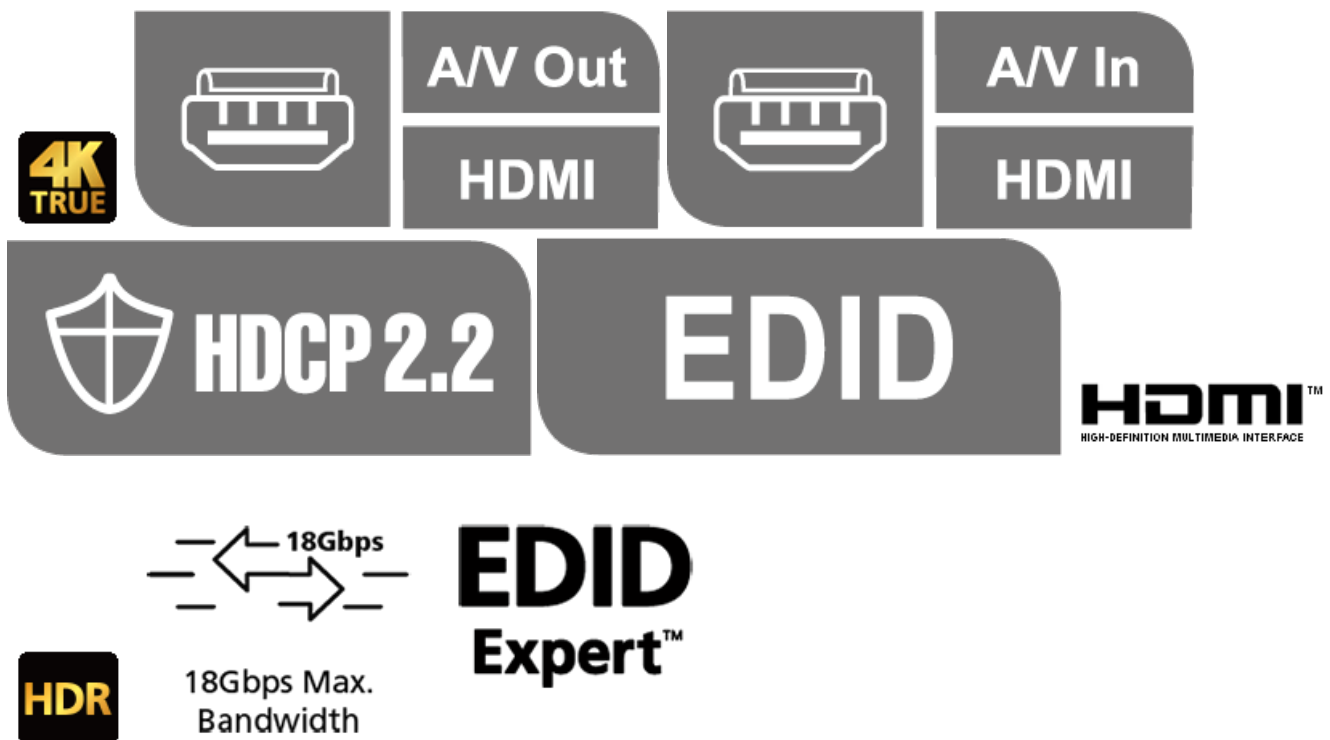 4K
TRUE
A/V Out
HDMI
A/V In
HDMI
HDCP 2.2
EDID
HDMI™
HIGH-DEFINITION MULTIMEDIA INTERFACE
HDR
18Gbps
18Gbps Max.
Bandwidth
EDID
Expert™